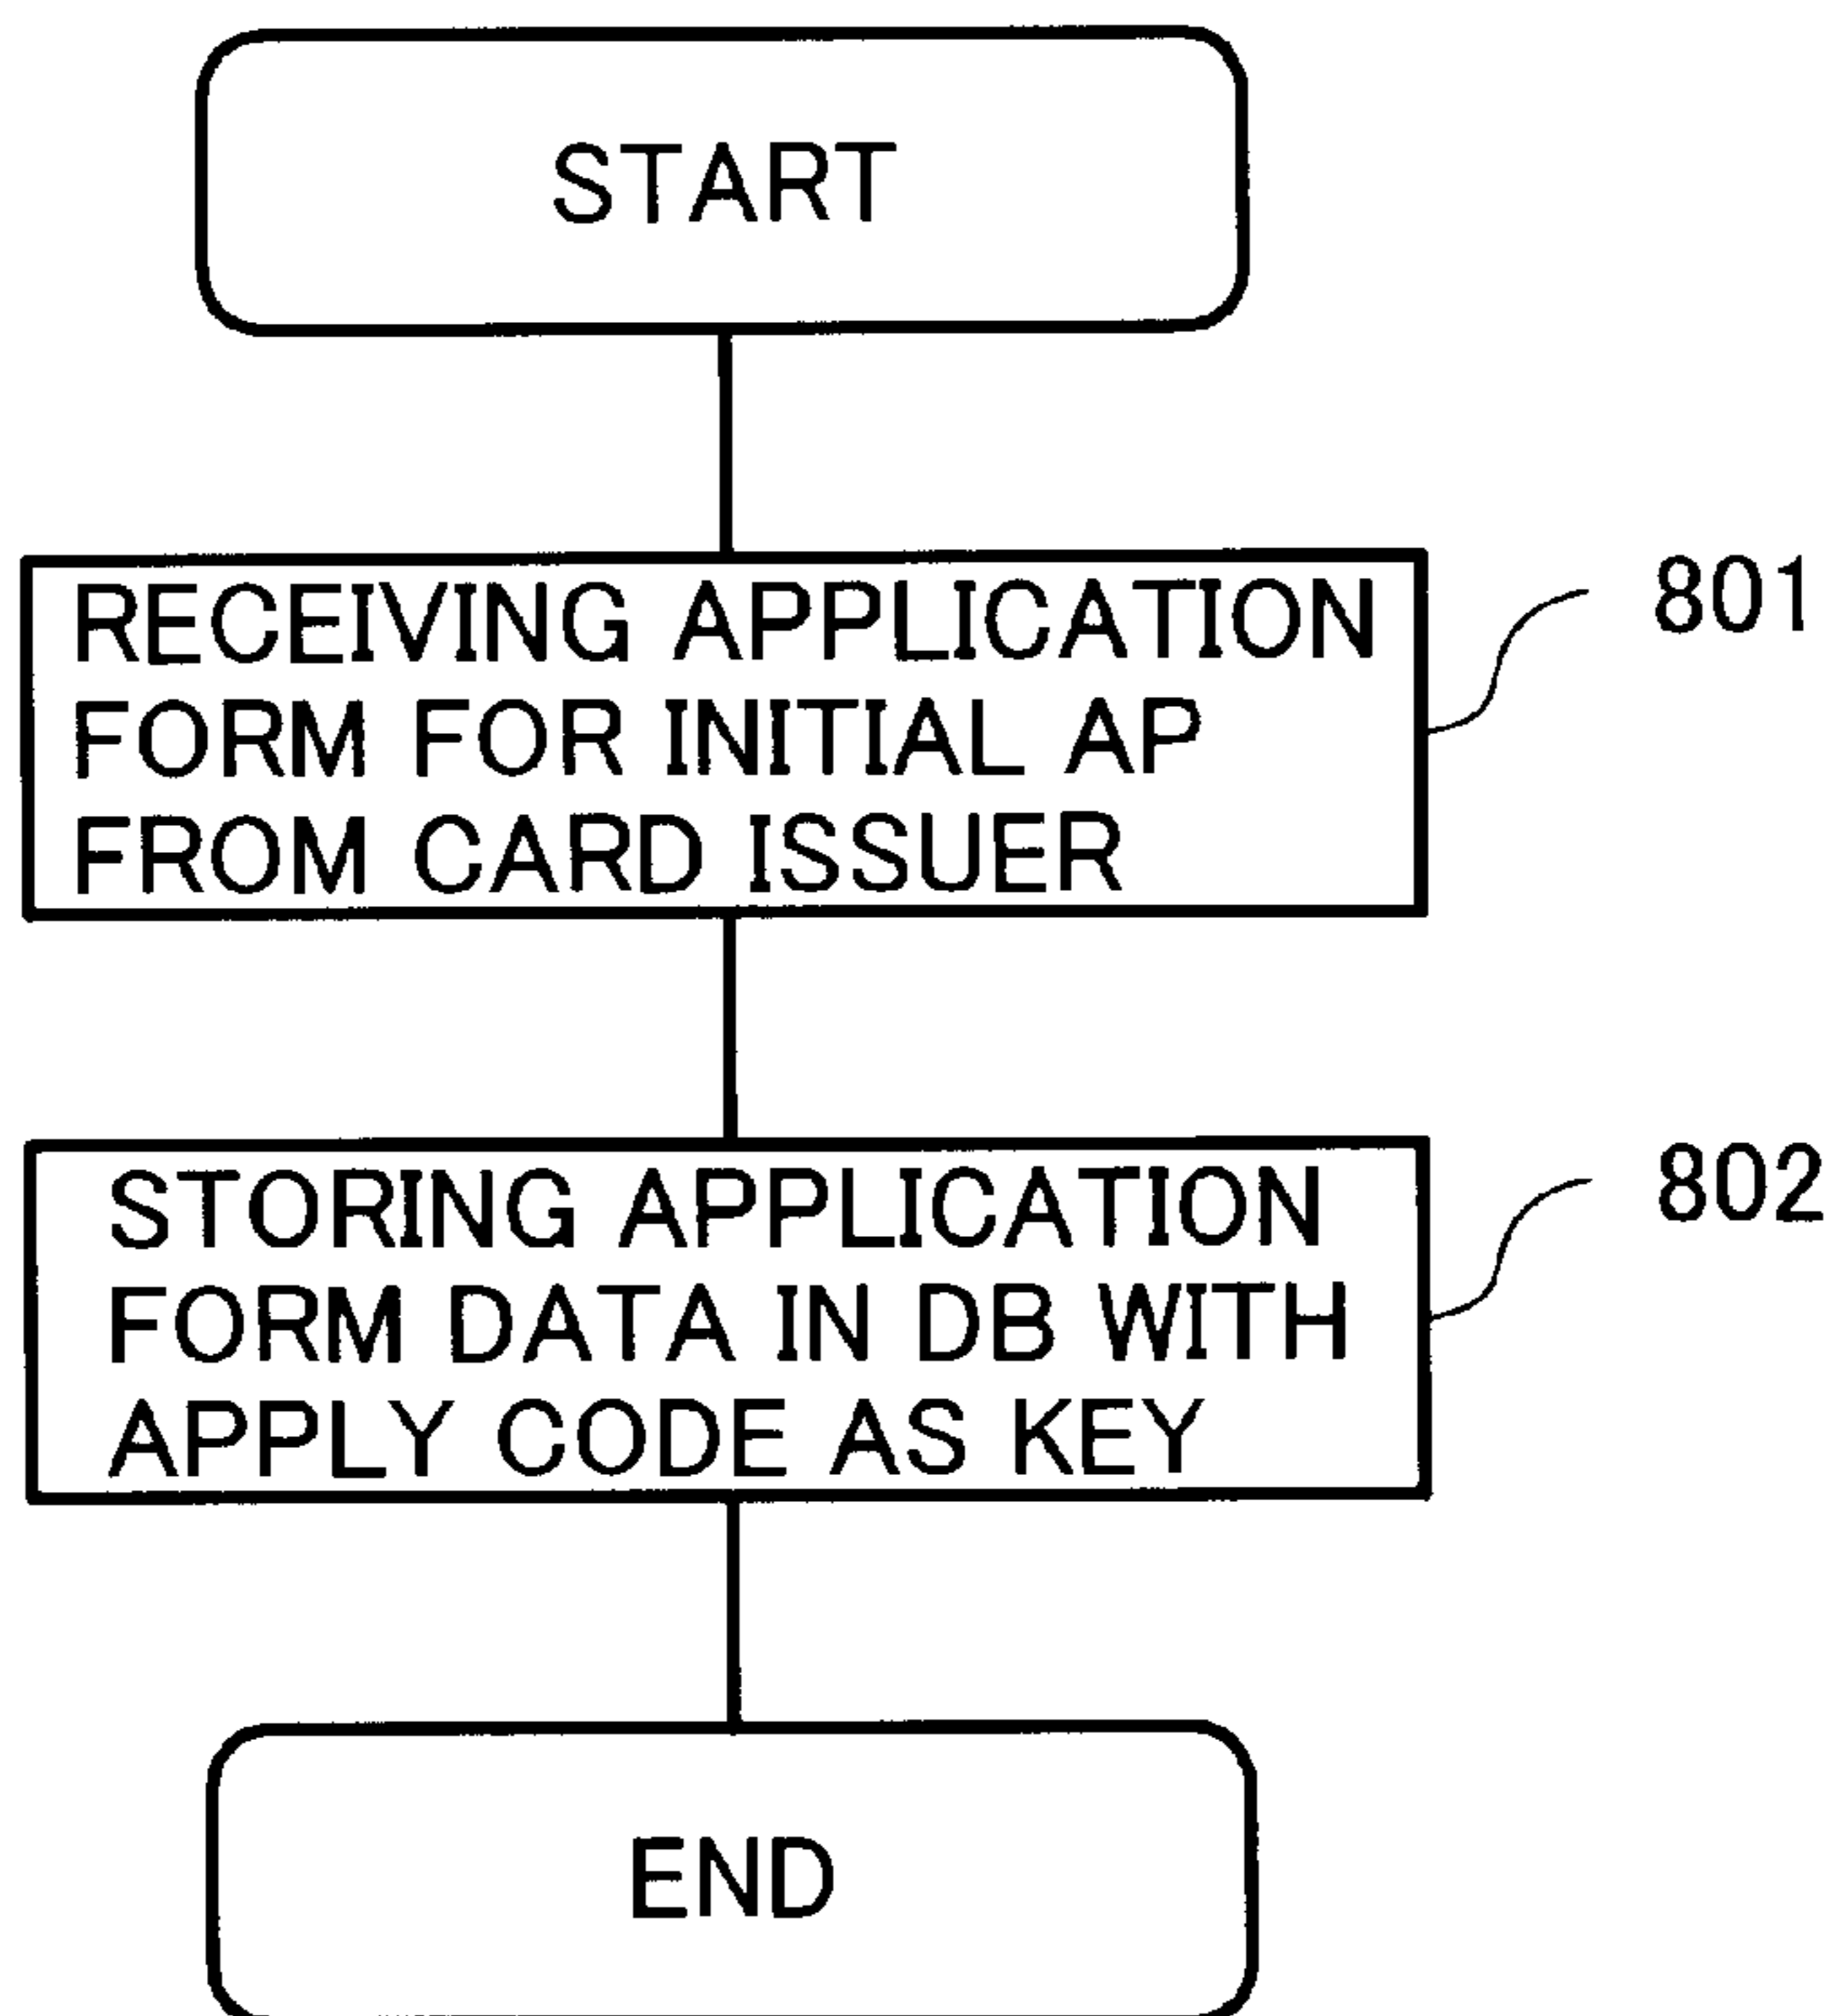 START
RECEIVING APPLICATION
FORM FOR INITIAL AP
FROM CARD ISSUER
801
STORING APPLICATION
FORM DATA IN DB WITH
APPLY CODE AS KEY
802
END